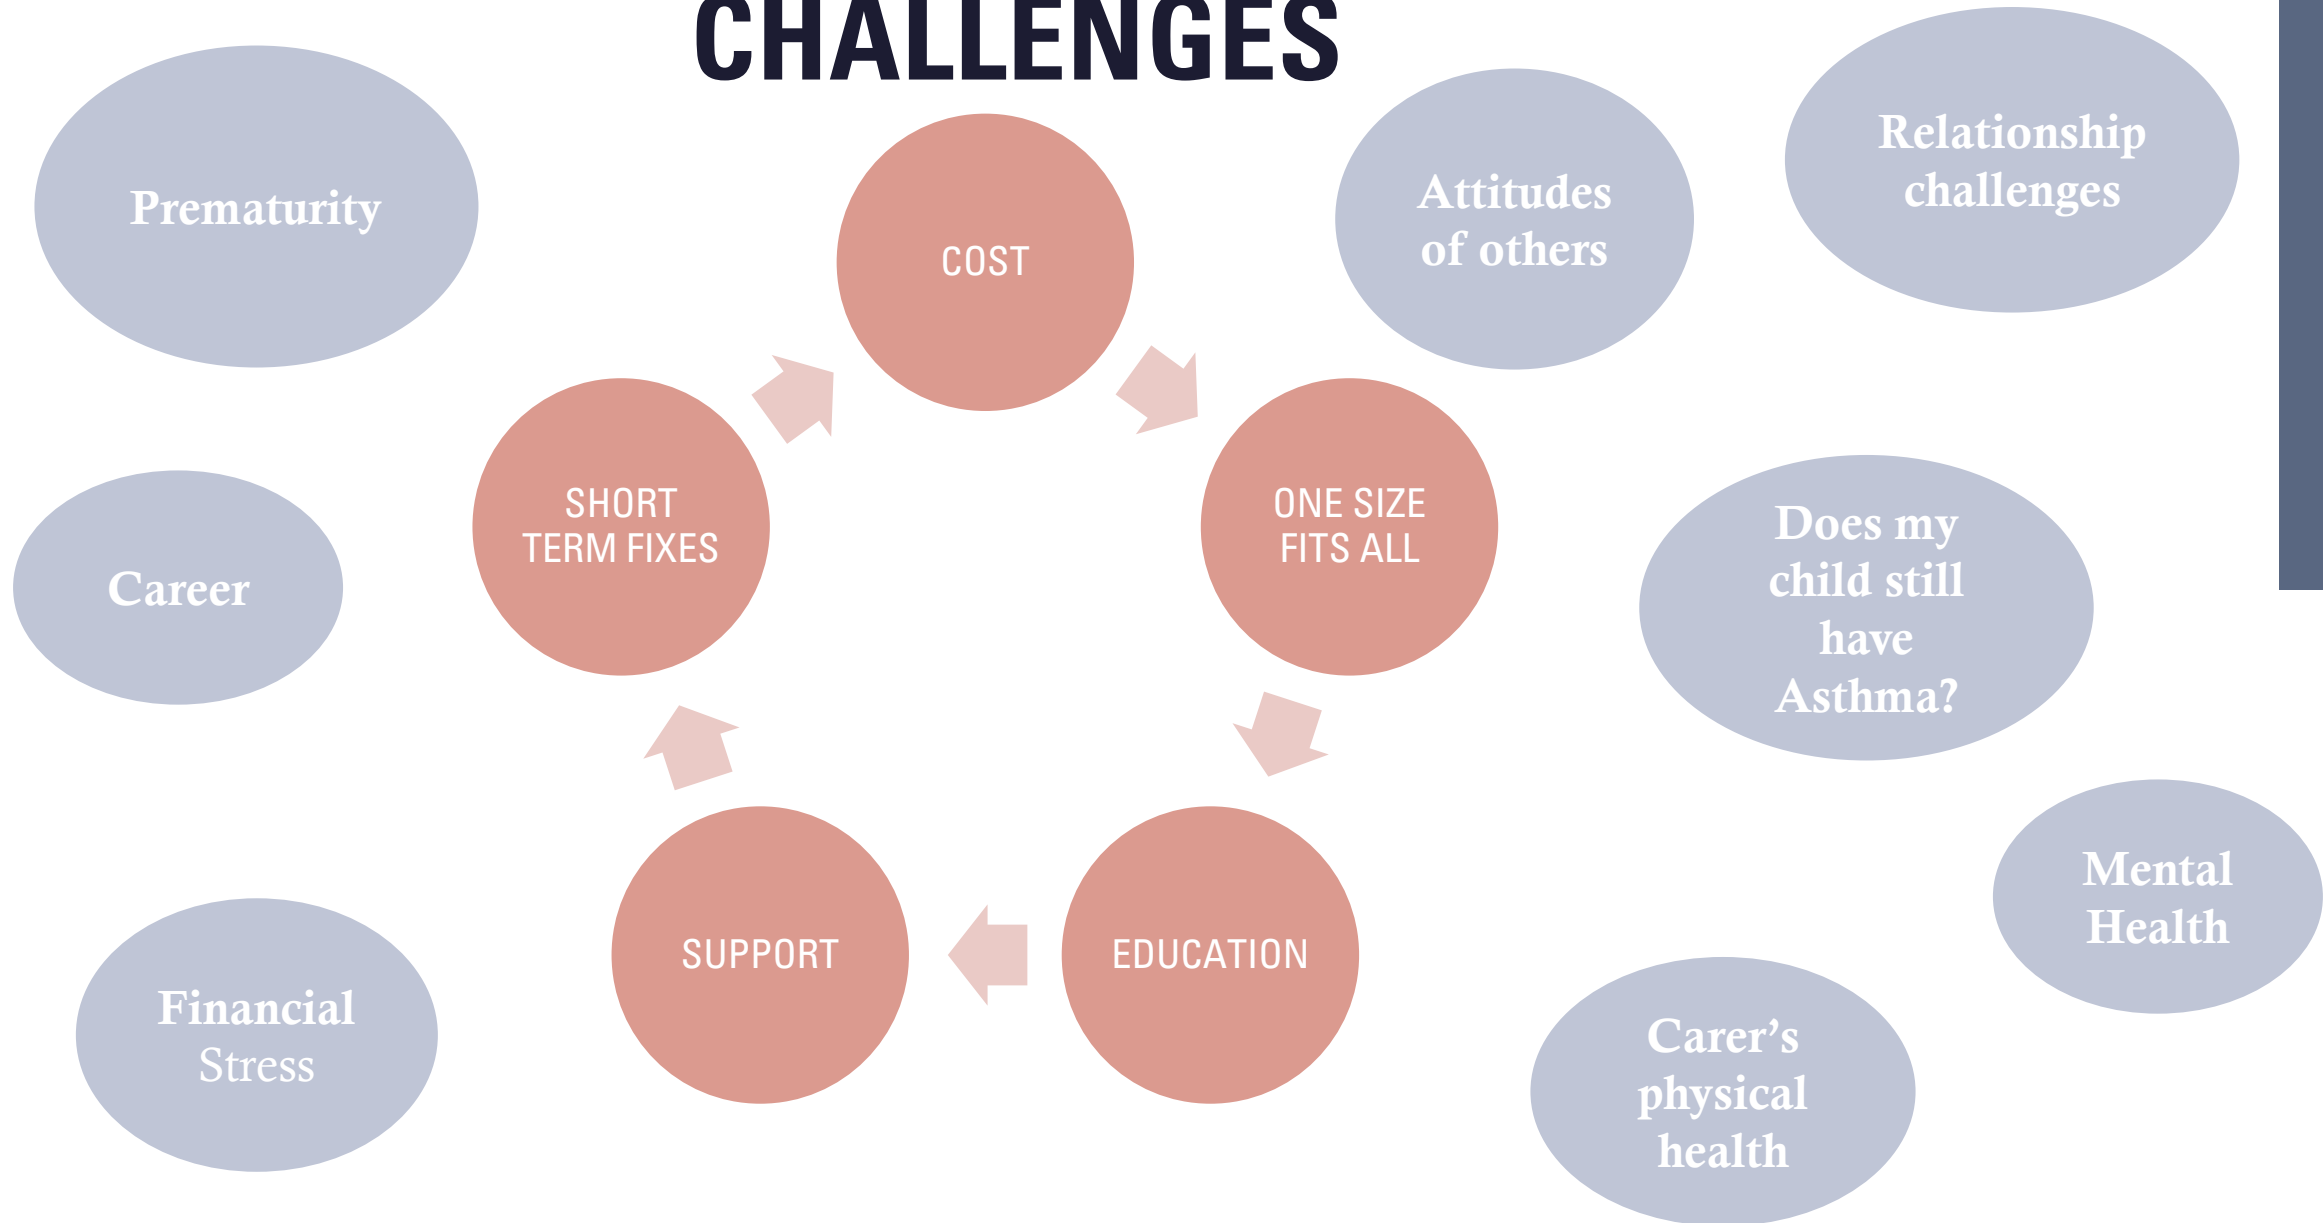 CHALLENGES
Prematurity
COST
Attitudes
of others
Relationship
challenges
SHORT
TERM FIXES
ONE SIZE
FITS ALL
Career
Does my
child still
have
Asthma?
SUPPORT
EDUCATION
Mental
Health
Financial
Stress
Carer’s
physical
health